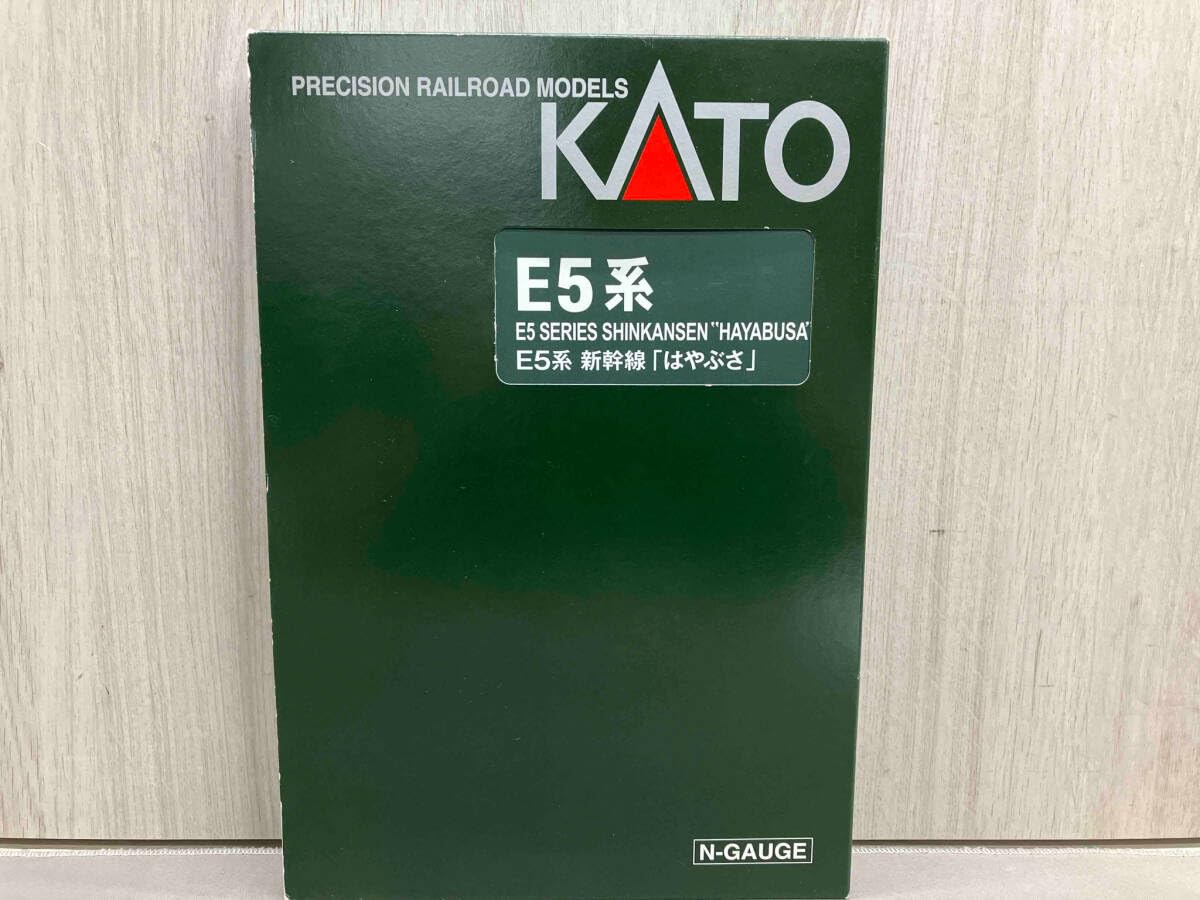 PRECISION RAILROAD MODELS
KATO
E5系
E5 SERIES SHINKANSEN "HAYABUSA"
E5系 新幹線「はやぶさ」
N-GAUGE